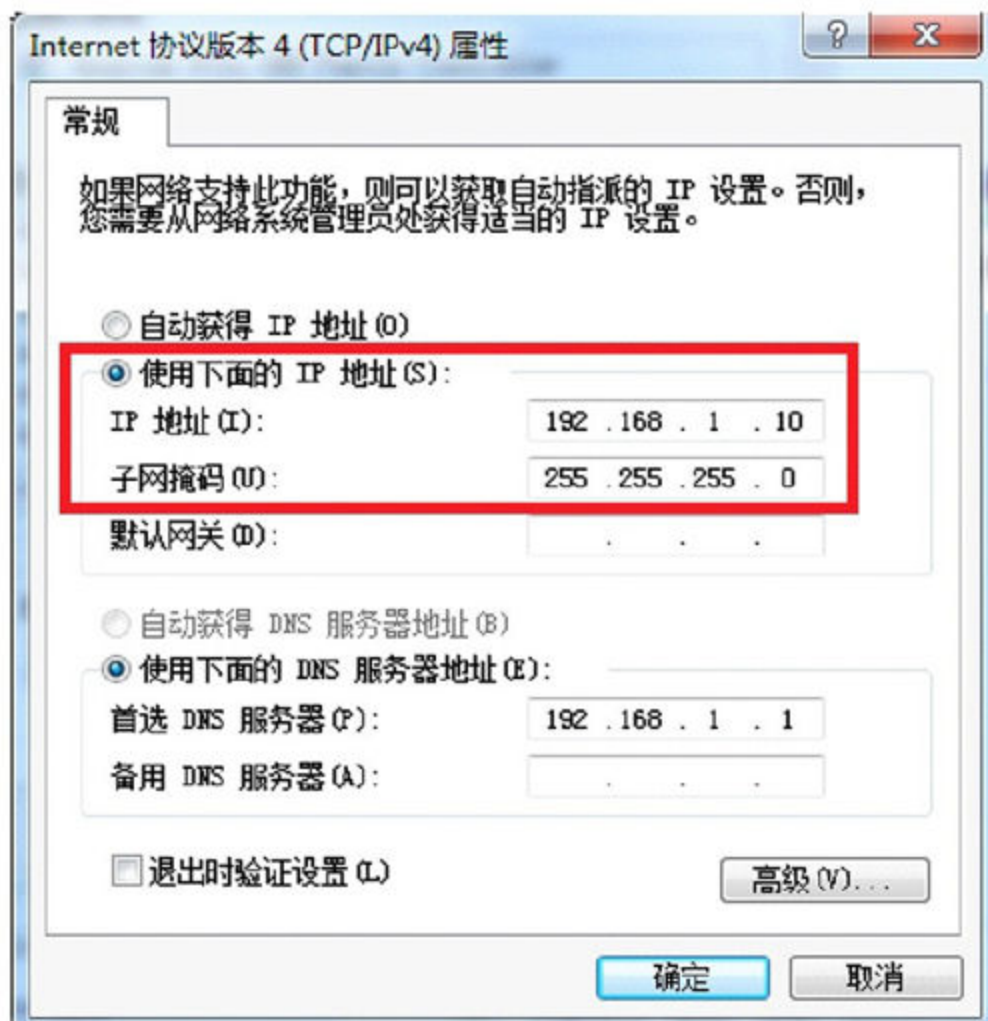 Internet 协议版本 4 (TCP/IPv4) 属性
常规
如果网络支持此功能，则可以获取自动指派的 IP 设置。否则，
您需要从网络系统管理员处获得适当的 IP 设置。
自动获得 IP 地址(O)
使用下面的 IP 地址(S):
IP 地址(I): 192 . 168 . 1 . 10
子网掩码(U): 255 . 255 . 255 . 0
默认网关(D): . . .
自动获得 DNS 服务器地址(B)
使用下面的 DNS 服务器地址(E):
首选 DNS 服务器(P): 192 . 168 . 1 . 1
备用 DNS 服务器(A): . . .
退出时验证设置(L)
高级(V)...
确定 取消